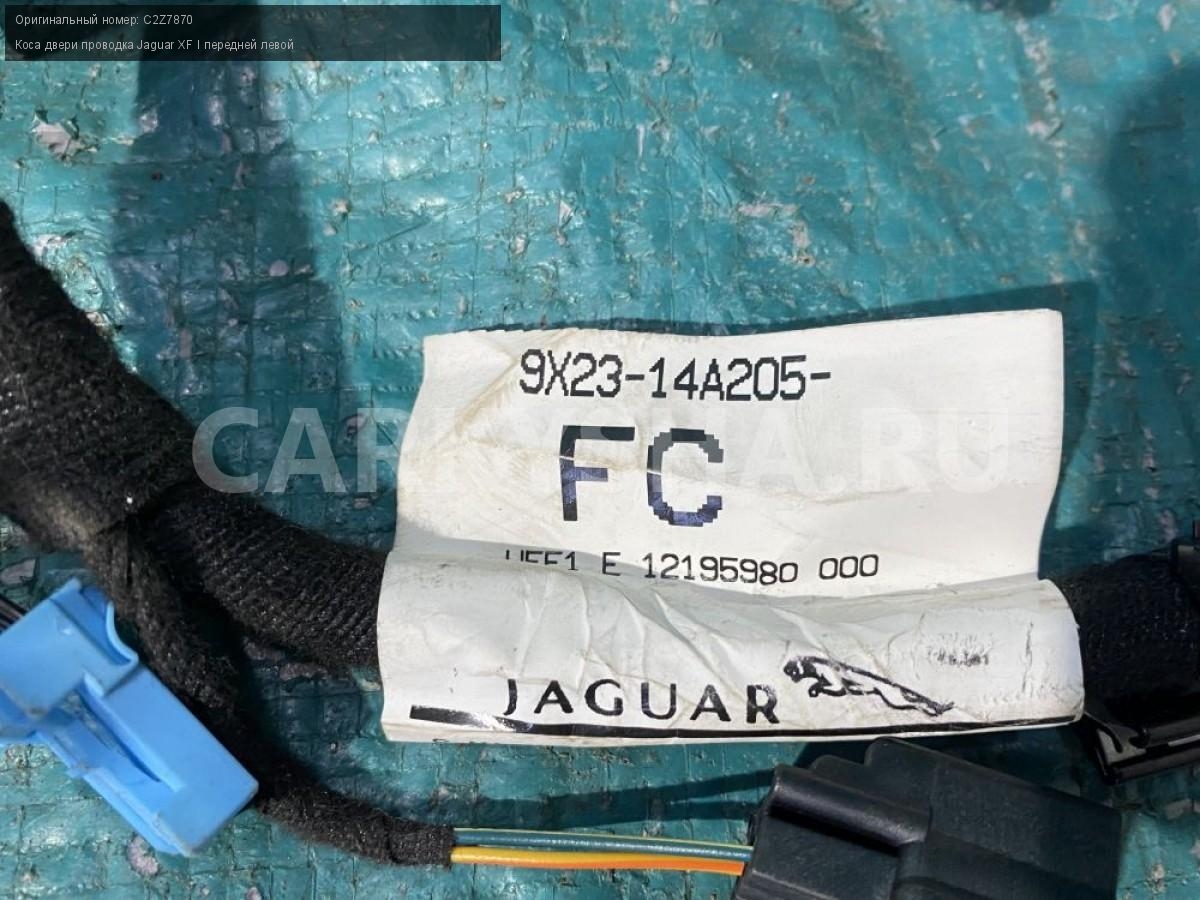 Оригинальный номер: C2Z7870
Коса двери проводка Jaguar XF I передней левой
9X23-14A205-
FC
E 12195980 000
JAGUAR